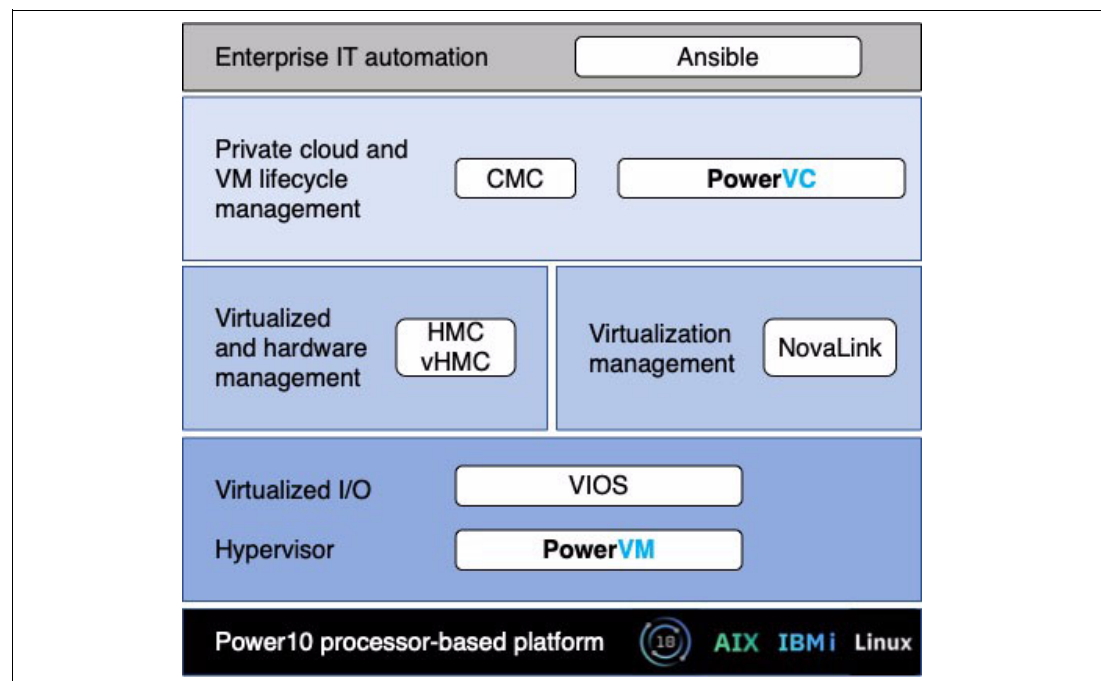 Enterprise IT automation
Ansible
Private cloud and
VM lifecycle
management
CMC
PowerVC
Virtualized
and hardware
management
HMC
vHMC
Virtualization
management
NovaLink
Virtualized I/O
VIOS
Hypervisor
PowerVM
Power10 processor-based platform
10
AIX
IBM i
Linux